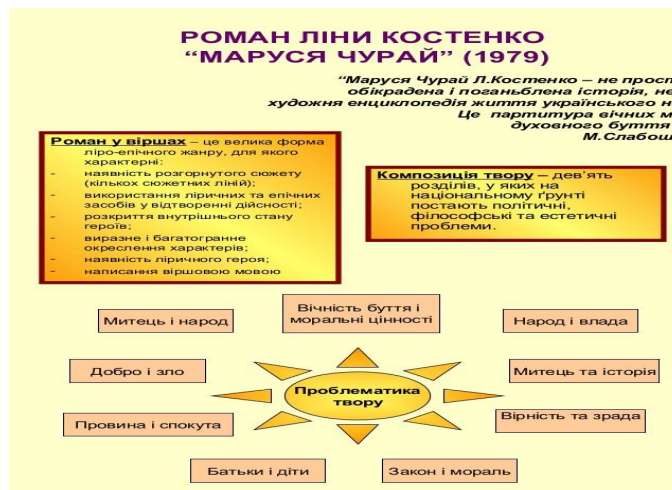 РОМАН ЛІНИ КОСТЕНКО
“МАРУСЯ ЧУРАЙ” (1979)
“Маруся Чурай Л.Костенко – не прост
обікрадена і поганьблена історія, не
художня енциклопедія життя українського н
Це партитура вічних м
духовного буття
М.Слабош
Роман у віршах – це велика форма
ліро-епічного жанру, для якого
характерні:
- наявність розгорнутого сюжету
(кількох сюжетних ліній);
- використання ліричних та епічних
засобів у відтворенні дійсності;
- розкриття внутрішнього стану
героїв;
- виразне і багатогранне
окреслення характерів;
- наявність ліричного героя;
- написання віршовою мовою
Композиція твору – дев’ять
розділів, у яких на
національному ґрунті
постають політичні,
філософські та естетичні
проблеми.
Вічність буття і
моральні цінності
Митець і народ
Народ і влада
Добро і зло
Митець та історія
Проблематика
твору
Провина і спокута
Вірність та зрада
Батьки і діти
Закон і мораль